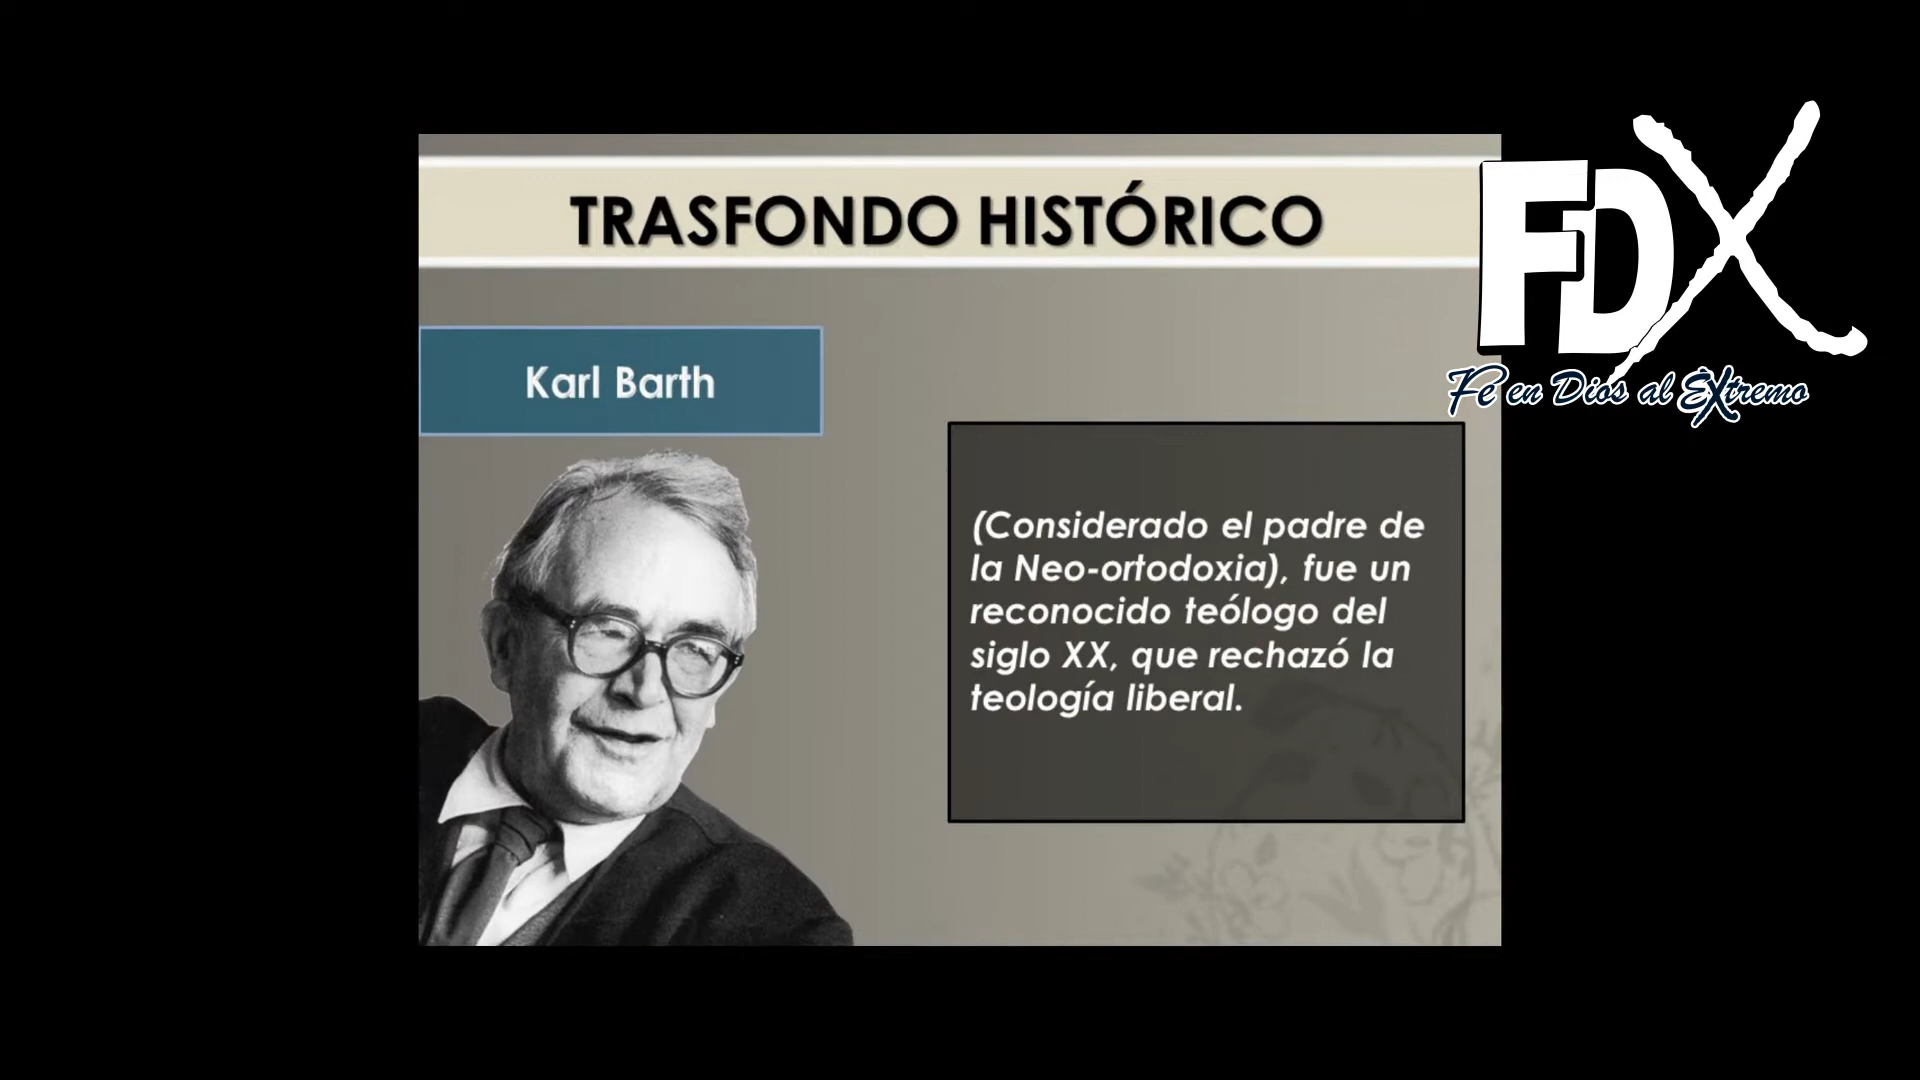 TRASFONDO HISTÓRICO
FDX
Fe en Dios al Extremo
Karl Barth
(Considerado el padre de
la Neo-ortodoxia), fue un
reconocido teólogo del
siglo XX, que rechazó la
teología liberal.